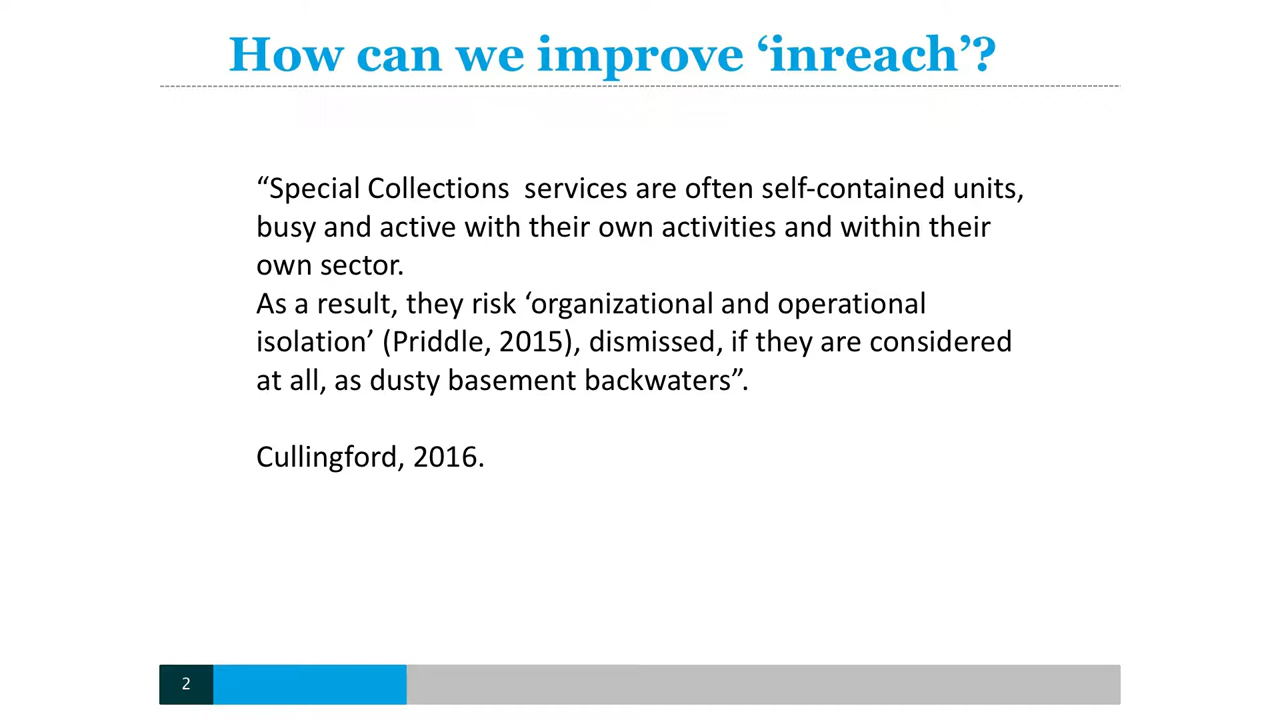 How can we improve ‘inreach’?
“Special Collections  services are often self-contained units,
busy and active with their own activities and within their
own sector.
As a result, they risk ‘organizational and operational
isolation’ (Priddle, 2015), dismissed, if they are considered
at all, as dusty basement backwaters”.
Cullingford, 2016.
2